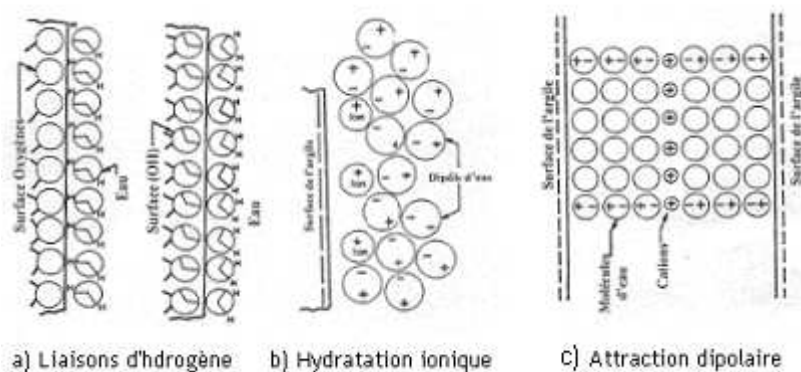 Surface Oxygènes
Eau
Surface (OH)
Eau
a) Liaisons d'hdrogène
Surface de l'argile
Ion
Ion
Ion
Dipôle d'eau
b) Hydratation ionique
Surface de l'argile
Molécules d'eau
Cations
Surface de l'argile
c) Attraction dipolaire